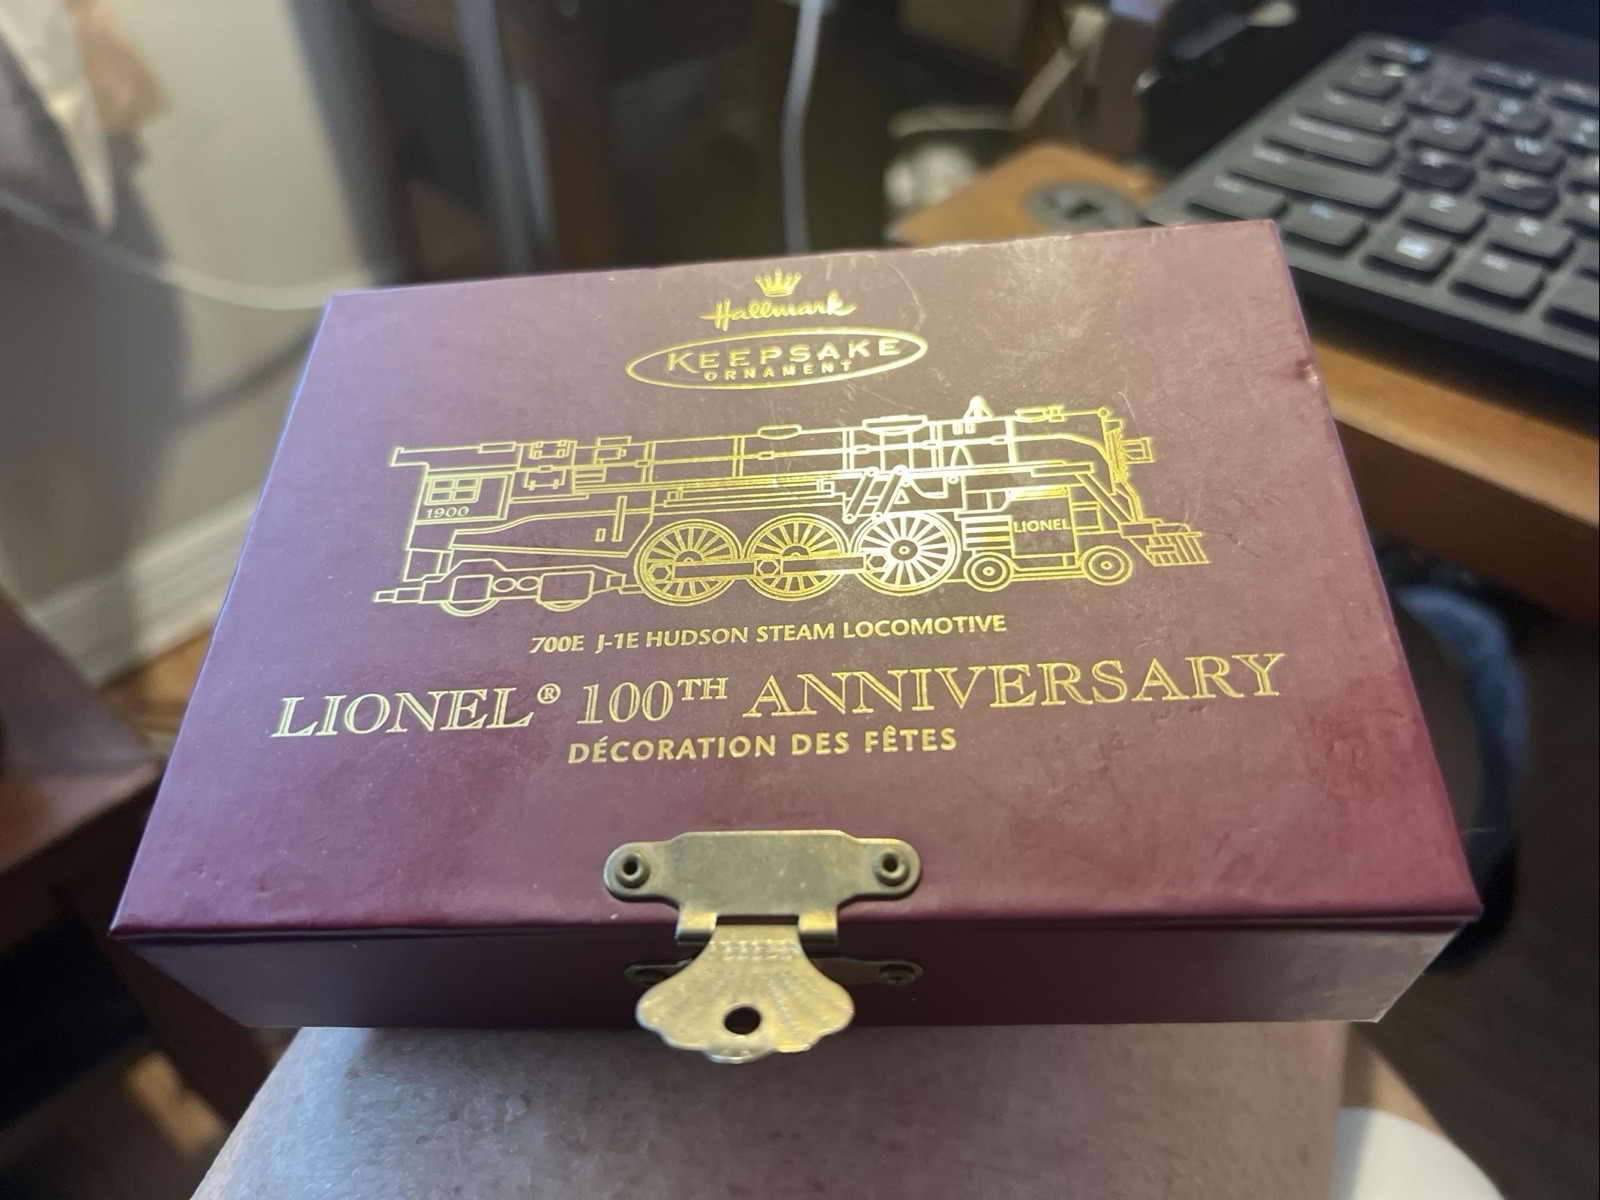 Hallmark
KEEPSAKE
ORNAMENT
1900
LIONEL
700E J-1E HUDSON STEAM LOCOMOTIVE
LIONEL® 100TH ANNIVERSARY
DÉCORATION DES FÊTES